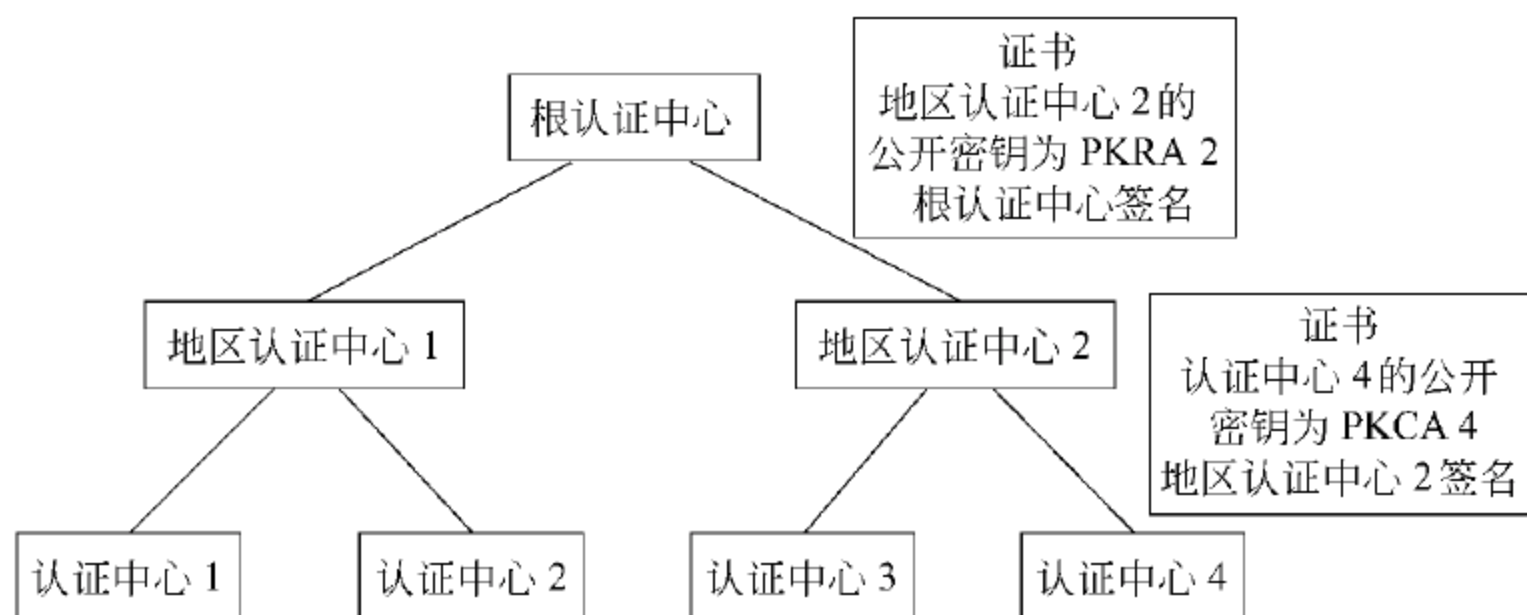 根认证中心
证书
地区认证中心 2 的
公开密钥为 PKRA 2
根认证中心签名
地区认证中心 1
地区认证中心 2
证书
认证中心 4 的公开
密钥为 PKCA 4
地区认证中心 2 签名
认证中心 1
认证中心 2
认证中心 3
认证中心 4